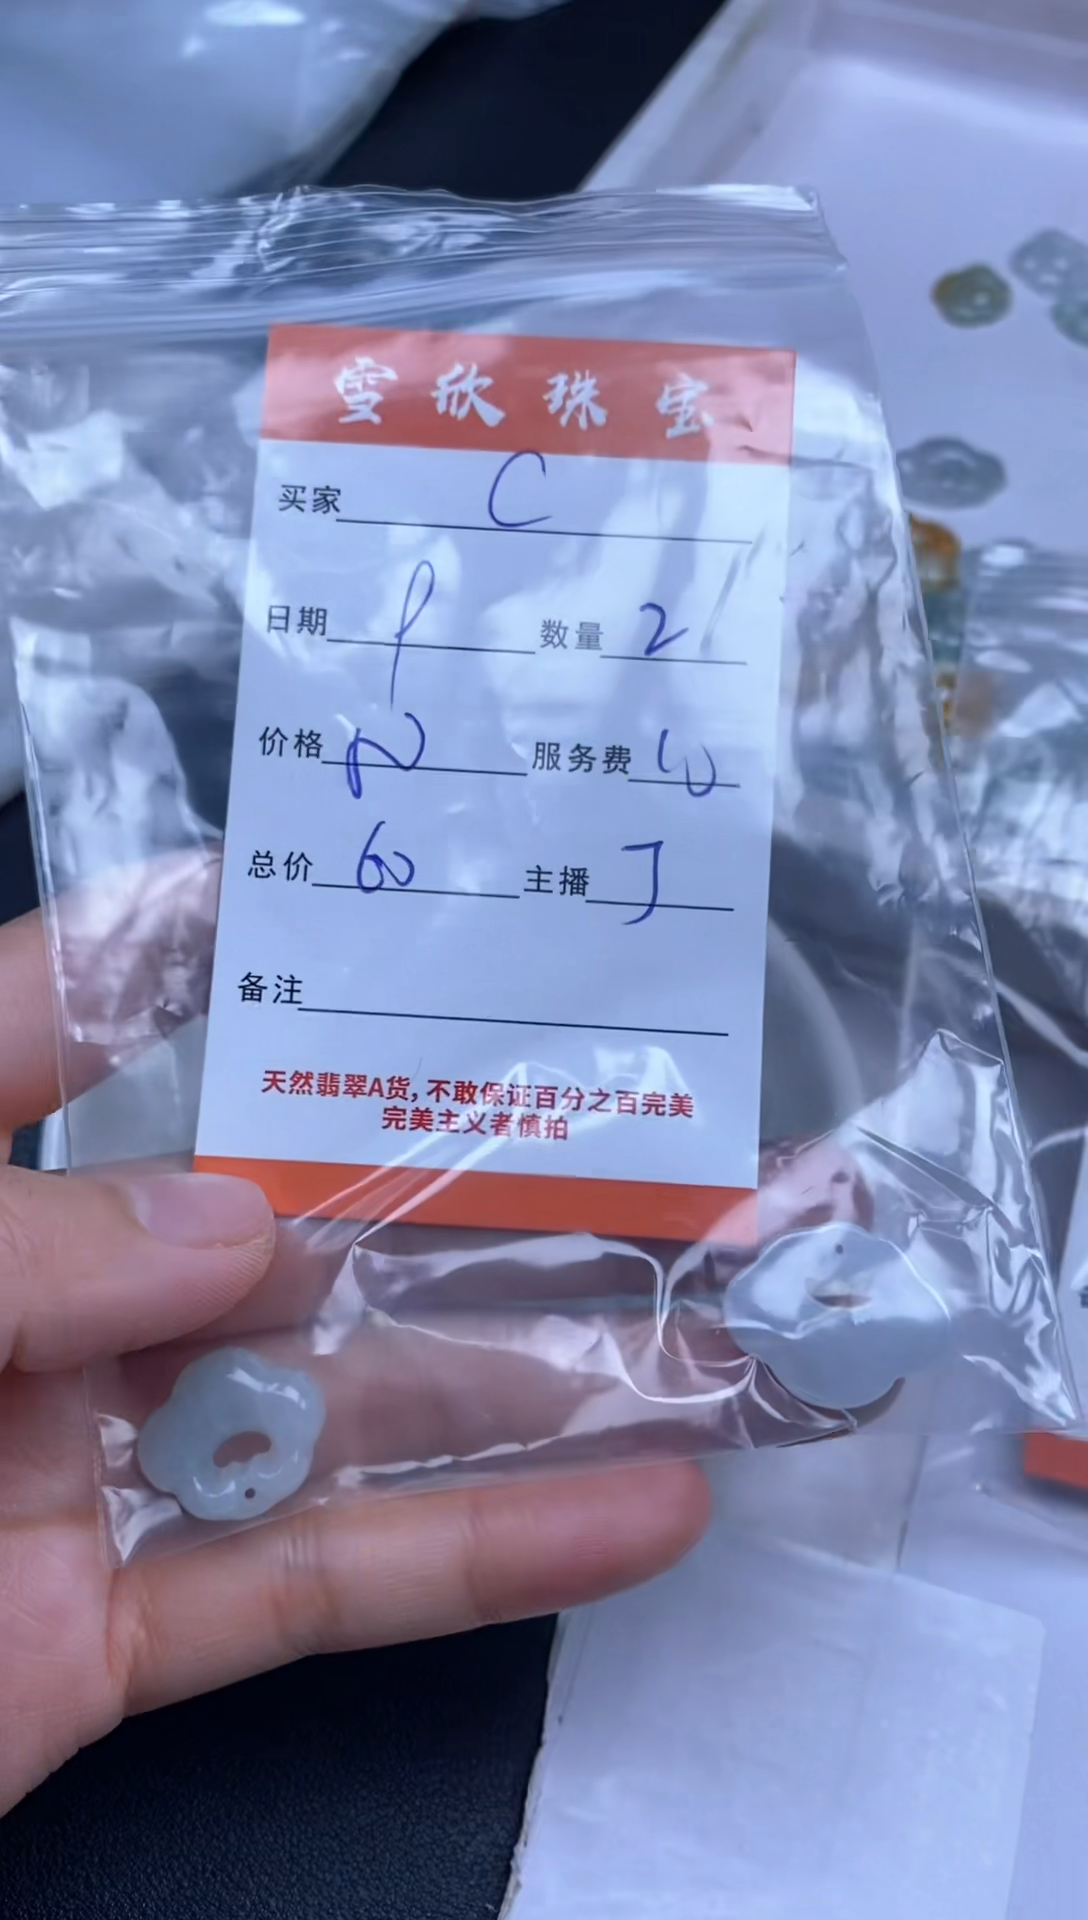 雪欣珠宝
买家 C
日期 数量 2
价格 服务费 10
总价 60 主播 J
备注
天然翡翠A货,不敢保证百分之百完美
完美主义者慎拍